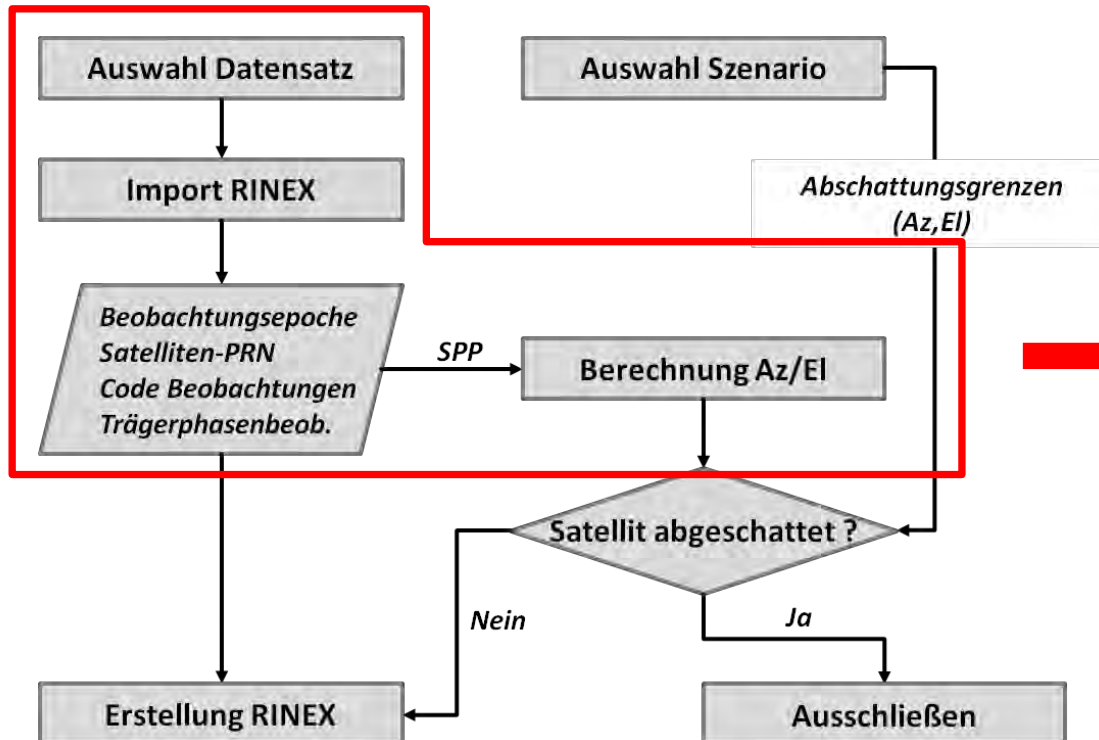 Auswahl Datensatz
Auswahl Szenario
Import RINEX
Abschattungsgrenzen
(Az,El)
Beobachtungsepoche
Satelliten-PRN
Code Beobachtungen
Trägerphasenbeob.
SPP
Berechnung Az/El
Satellit abgeschattet ?
Nein
Ja
Erstellung RINEX
Ausschließen